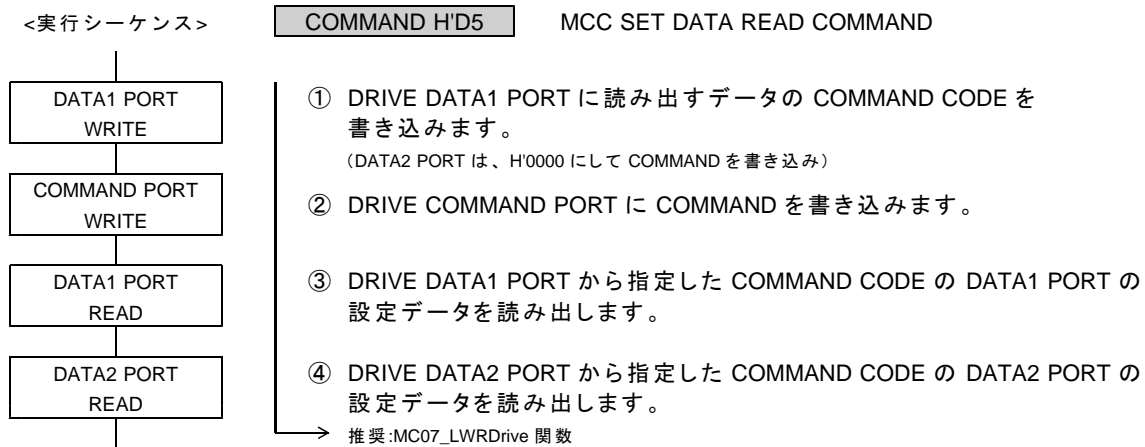 <実行シーケンス>
COMMAND H'D5 MCC SET DATA READ COMMAND
DATA1 PORT
WRITE
① DRIVE DATA1 PORT に読み出すデータの COMMAND CODE を
書き込みます。
（DATA2 PORT は、H'0000 にして COMMAND を書き込み）
COMMAND PORT
WRITE
② DRIVE COMMAND PORT に COMMAND を書き込みます。
DATA1 PORT
READ
③ DRIVE DATA1 PORT から指定した COMMAND CODE の DATA1 PORT の
設定データを読み出します。
DATA2 PORT
READ
④ DRIVE DATA2 PORT から指定した COMMAND CODE の DATA2 PORT の
設定データを読み出します。
推奨:MC07_LWRDrive 関数